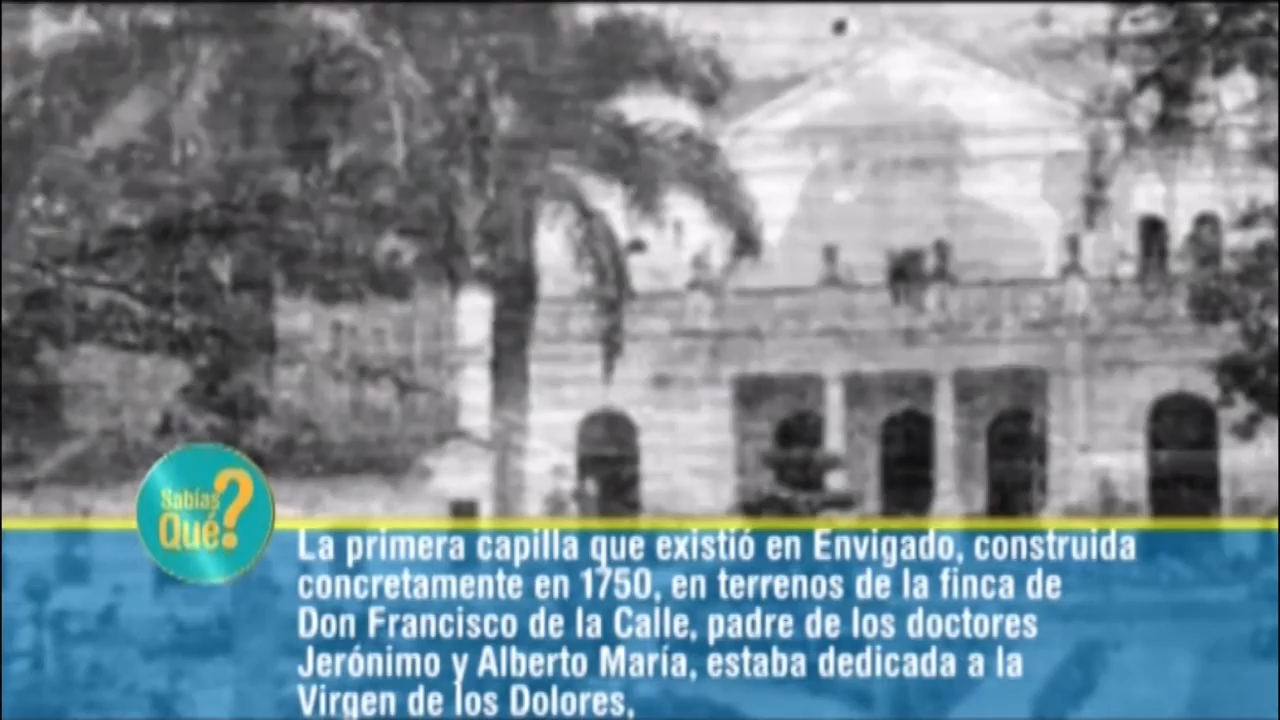 Sabías
Qué?
La primera capilla que existió en Envigado, construida
concretamente en 1750, en terrenos de la finca de
Don Francisco de la Calle, padre de los doctores
Jerónimo y Alberto María, estaba dedicada a la
Virgen de los Dolores,